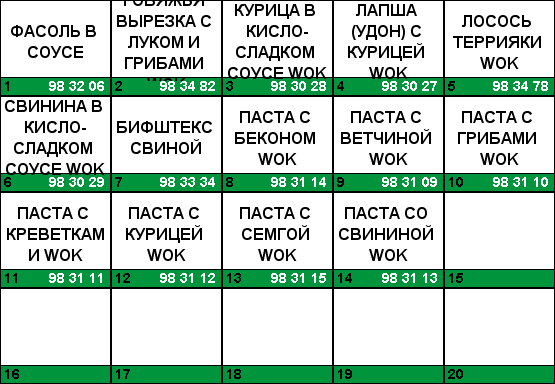 ФАСОЛЬ В
СОУСЕ
1 98 32 06
ГОВЯЖЬЯ
ВЫРЕЗКА С
ЛУКОМ И
ГРИБАМИ
WOK
2 98 34 82
КУРИЦА В
КИСЛО-
СЛАДКОМ
СОУСЕ WOK
3 98 30 28
ЛАПША
(УДОН) С
КУРИЦЕЙ
WOK
4 98 30 27
ЛОСОСЬ
ТЕРРИЯКИ
WOK
5 98 34 78
СВИНИНА В
КИСЛО-
СЛАДКОМ
СОУСЕ WOK
6 98 30 29
БИФШТЕКС
СВИНОЙ
7 98 33 34
ПАСТА С
БЕКОНОМ
WOK
8 98 31 14
ПАСТА С
ВЕТЧИНОЙ
WOK
9 98 31 09
ПАСТА С
ГРИБАМИ
WOK
10 98 31 10
ПАСТА С
КРЕВЕТКАМ
И WOK
11 98 31 11
ПАСТА С
КУРИЦЕЙ
WOK
12 98 31 12
ПАСТА С
СЕМГОЙ
WOK
13 98 31 15
ПАСТА СО
СВИНИНОЙ
WOK
14 98 31 13
15
16
17
18
19
20